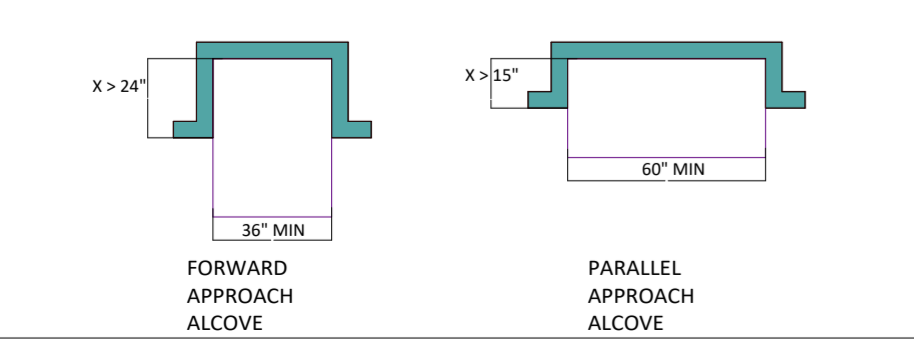 X > 24"
36" MIN
FORWARD
APPROACH
ALCOVE
X > 15"
60" MIN
PARALLEL
APPROACH
ALCOVE